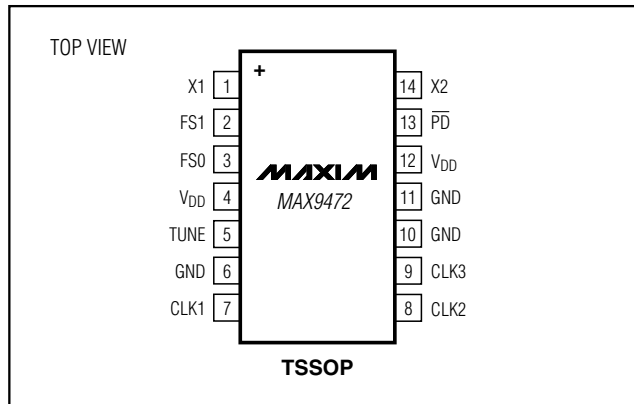 TOP VIEW
+
X1 1
14 X2
FS1 2
13 P̅D̅
FS0 3
12 VDD
MAXIM
VDD 4
MAX9472
11 GND
TUNE 5
10 GND
GND 6
9 CLK3
CLK1 7
8 CLK2
TSSOP